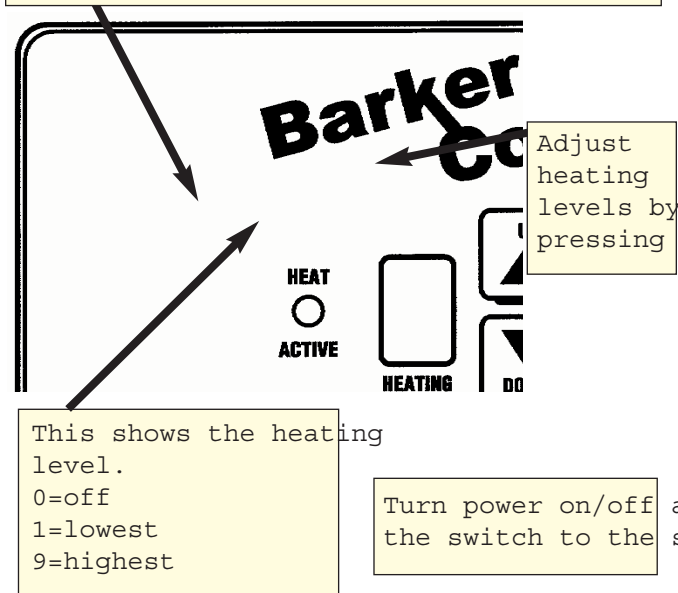 Barker
Co
Adjust
heating
levels by
pressing
HEAT
ACTIVE
HEATING
This shows the heating
level.
0=off
1=lowest
9=highest
Turn power on/off
the switch to the